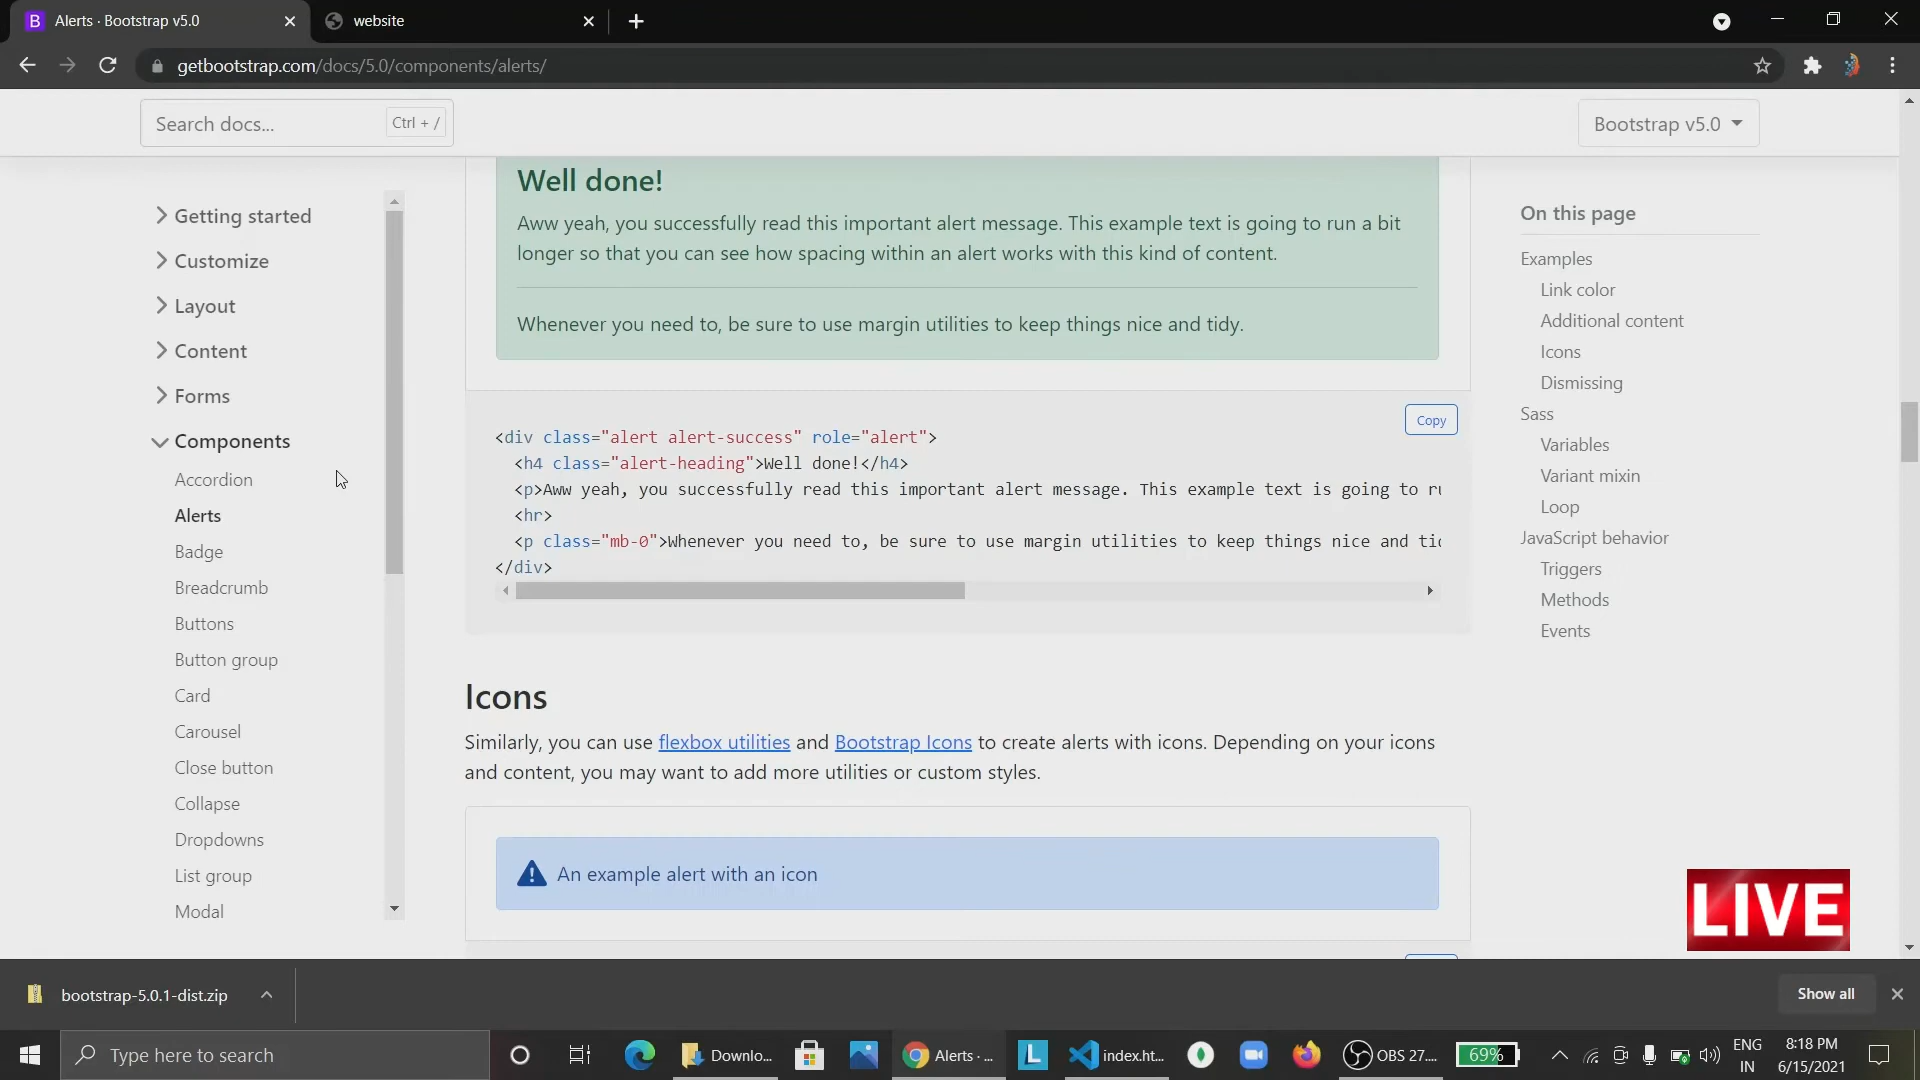 Alerts · Bootstrap v5.0
website
getbootstrap.com/docs/5.0/components/alerts/
Search docs...
Ctrl + /
Bootstrap v5.0
Getting started
Customize
Layout
Content
Forms
Components
Accordion
Alerts
Badge
Breadcrumb
Buttons
Button group
Card
Carousel
Close button
Collapse
Dropdowns
List group
Modal
Well done!
Aww yeah, you successfully read this important alert message. This example text is going to run a bit
longer so that you can see how spacing within an alert works with this kind of content.
Whenever you need to, be sure to use margin utilities to keep things nice and tidy.
Copy
<div class="alert alert-success" role="alert">
<h4 class="alert-heading">Well done!</h4>
<p>Aww yeah, you successfully read this important alert message. This example text is going to
<hr>
<p class="mb-0">Whenever you need to, be sure to use margin utilities to keep things nice and
</div>
Icons
Similarly, you can use flexbox utilities and Bootstrap Icons to create alerts with icons. Depending on your icons
and content, you may want to add more utilities or custom styles.
An example alert with an icon
On this page
Examples
Link color
Additional content
Icons
Dismissing
Sass
Variables
Variant mixin
Loop
JavaScript behavior
Triggers
Methods
Events
LIVE
bootstrap-5.0.1-dist.zip
Show all
Type here to search
Downlo...
Alerts · ...
L
index.ht...
OBS 27....
69%
ENG
IN
8:18 PM
6/15/2021